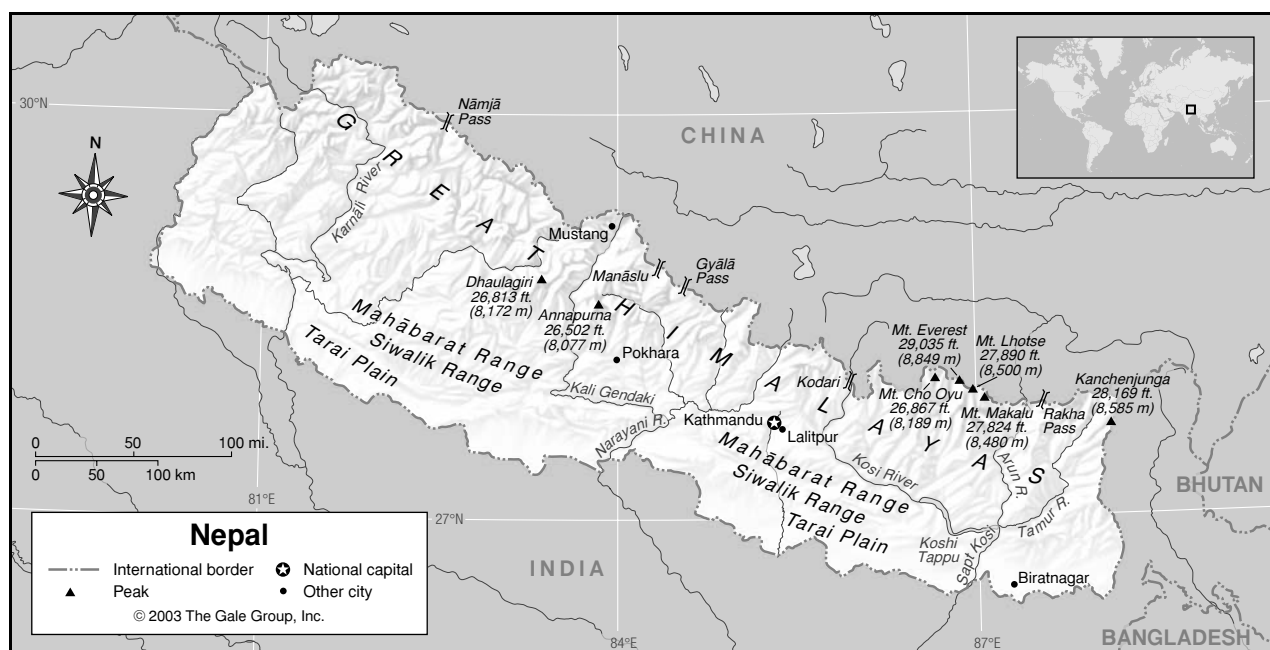 30°N
Nāmjā
Pass
CHINA
N
GREAT
Karnāli River
Mustang
Manāslu
Gyālā
Pass
Dhaulagiri
26,813 ft.
(8,172 m)
Annapurna
26,502 ft.
(8,077 m)
HIMALAYAS
Mahābarat Range
Siwalik Range
Tarai Plain
Pokhara
Kali Gendaki
Narayani R.
Kodari
Mt. Everest
29,035 ft.
(8,849 m)
Mt. Lhotse
27,890 ft.
(8,500 m)
Mt. Cho Oyu
26,867 ft.
(8,189 m)
Mt. Makalu
27,824 ft.
(8,480 m)
Rakha
Pass
Kanchenjunga
28,169 ft.
(8,585 m)
Kathmandu
Lalitpur
Mahābarat Range
Siwalik Range
Tarai Plain
Kosi River
Arun R.
Tamur R.
Koshi
Tappu
Sapt Kosi
Biratnagar
BHUTAN
BANGLADESH
INDIA
0 50 100 mi.
0 50 100 km
81°E
27°N
84°E
87°E
Nepal
International border
National capital
Peak
Other city
© 2003 The Gale Group, Inc.